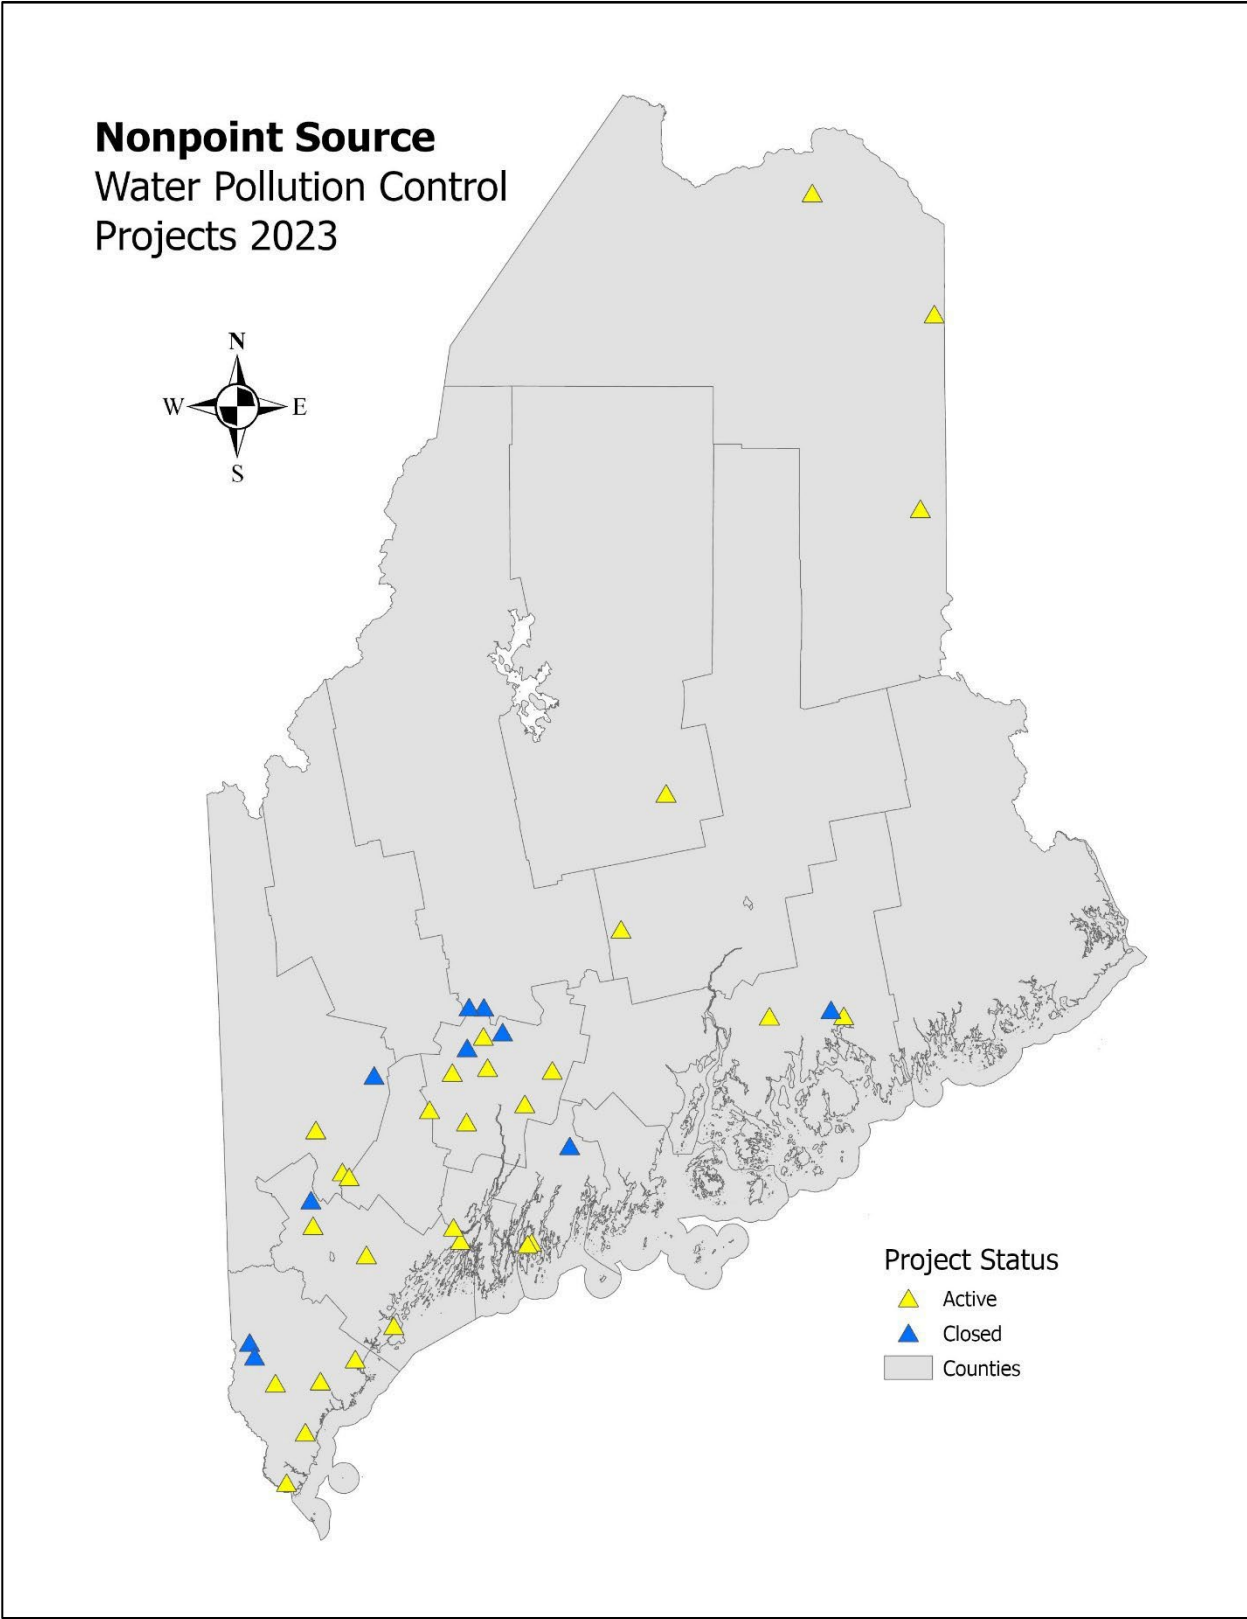 Nonpoint Source
Water Pollution Control
Projects 2023
N
W E
S
Project Status
Active
Closed
Counties